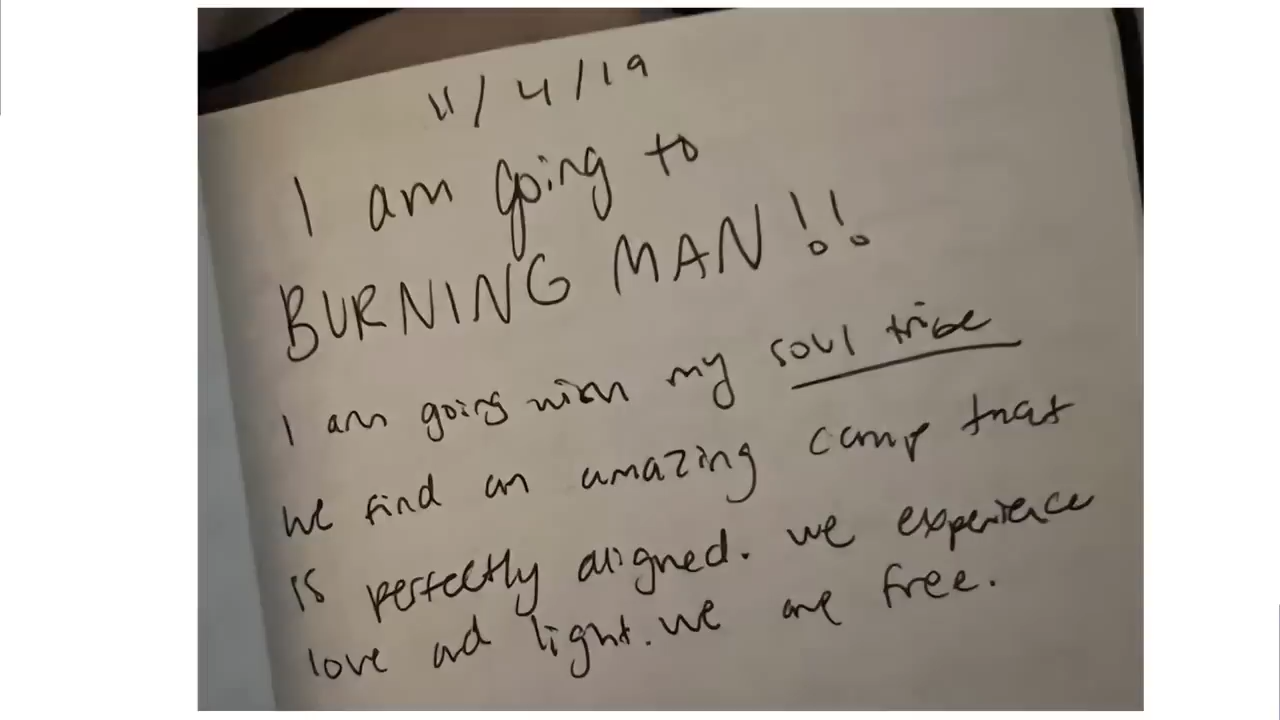 11/4/19
I am going to
BURNING MAN!!
I am going with my soul tribe
we find an amazing camp that
is perfectly aligned. we experience
love and light. we are free.